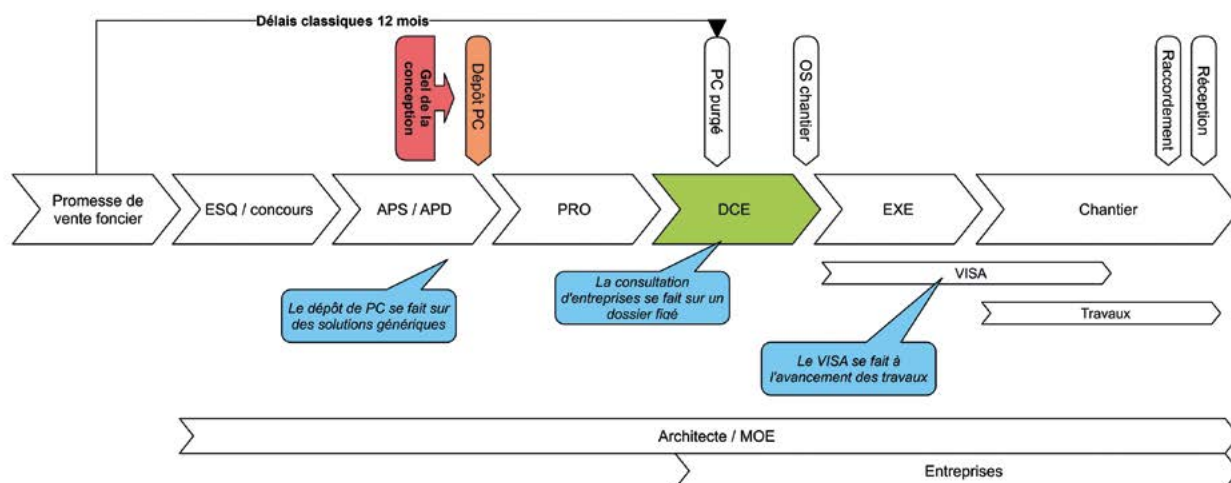 Délais classiques 12 mois
Gel de la
conception
Dépôt PC
PC purgé
OS chantier
Raccordement
Réception
Promesse de
vente foncier
ESQ / concours
APS / APD
PRO
DCE
EXE
Chantier
VISA
Travaux
Le dépôt de PC se fait sur
des solutions génériques
La consultation
d'entreprises se fait sur un
dossier figé
Le VISA se fait à
l'avancement des travaux
Architecte / MOE
Entreprises